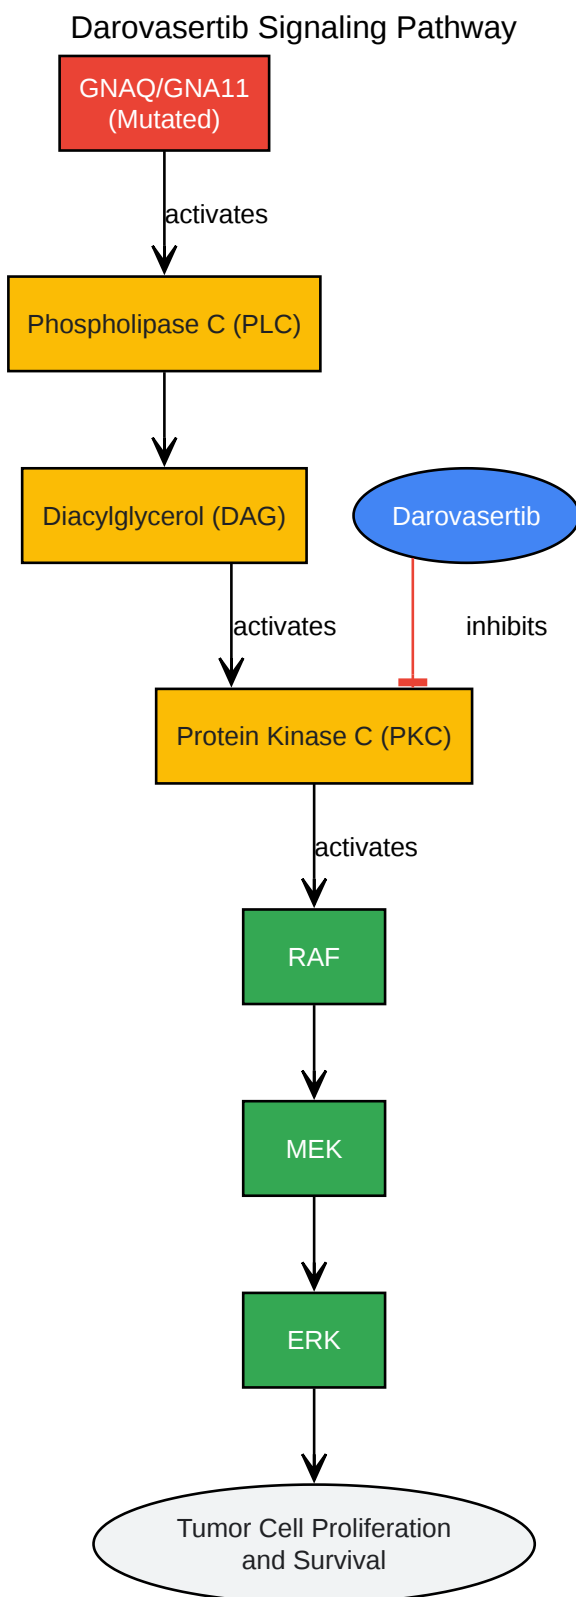 Darovasertib Signaling Pathway
GNAQ/GNA11
(Mutated)
activates
Phospholipase C (PLC)
Diacylglycerol (DAG)
Darovasertib
activates
inhibits
Protein Kinase C (PKC)
activates
RAF
MEK
ERK
Tumor Cell Proliferation
and Survival